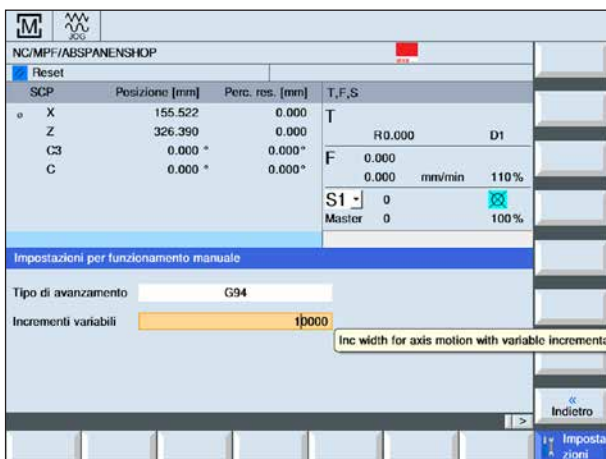 M JOG
NC/MPF/ABSPANENSHOP
Reset
SCP Posizione [mm] Perc. res. [mm] T,F,S
ø X 155.522 0.000 T
Z 326.390 0.000 R0.000 D1
C3 0.000 ° 0.000°
C 0.000 ° 0.000°
F 0.000
0.000 mm/min 110%
S1 0
Master 0 100%
Impostazioni per funzionamento manuale
Tipo di avanzamento G94
Incrementi variabili 10000
Inc width for axis motion with variable incrementa
« Indietro
>
Imposta
zioni